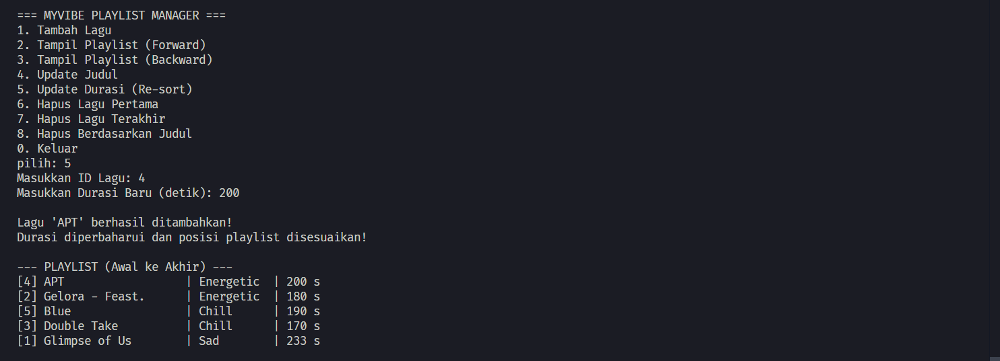 === MYVIBE PLAYLIST MANAGER ===
1. Tambah Lagu
2. Tampil Playlist (Forward)
3. Tampil Playlist (Backward)
4. Update Judul
5. Update Durasi (Re-sort)
6. Hapus Lagu Pertama
7. Hapus Lagu Terakhir
8. Hapus Berdasarkan Judul
0. Keluar
pilih: 5
Masukkan ID Lagu: 4
Masukkan Durasi Baru (detik): 200

Lagu 'APT' berhasil ditambahkan!
Durasi diperbaharui dan posisi playlist disesuaikan!

--- PLAYLIST (Awal ke Akhir) ---
[4] APT                  | Energetic  | 200 s
[2] Gelora - Feast.      | Energetic  | 180 s
[5] Blue                 | Chill      | 190 s
[3] Double Take          | Chill      | 170 s
[1] Glimpse of Us        | Sad        | 233 s